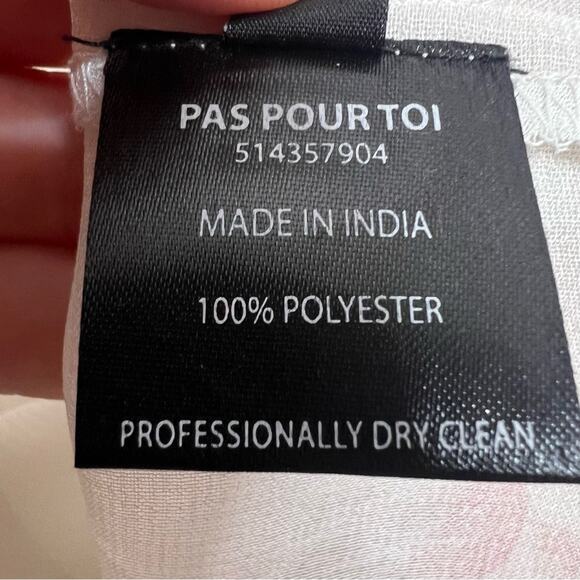 PAS POUR TOI
514357904
MADE IN INDIA
100% POLYESTER
PROFESSIONALLY DRY CLEAN